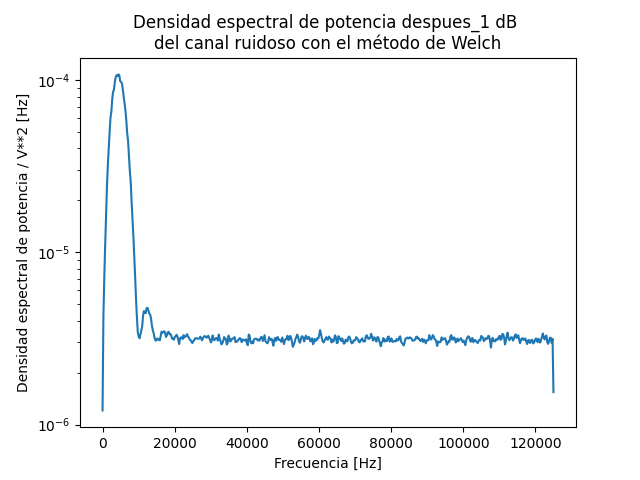 Densidad espectral de potencia despues_1 dB
del canal ruidoso con el método de Welch
Densidad espectral de potencia / V**2 [Hz]
10⁻⁴
10⁻⁵
10⁻⁶
0 20000 40000 60000 80000 100000 120000
Frecuencia [Hz]